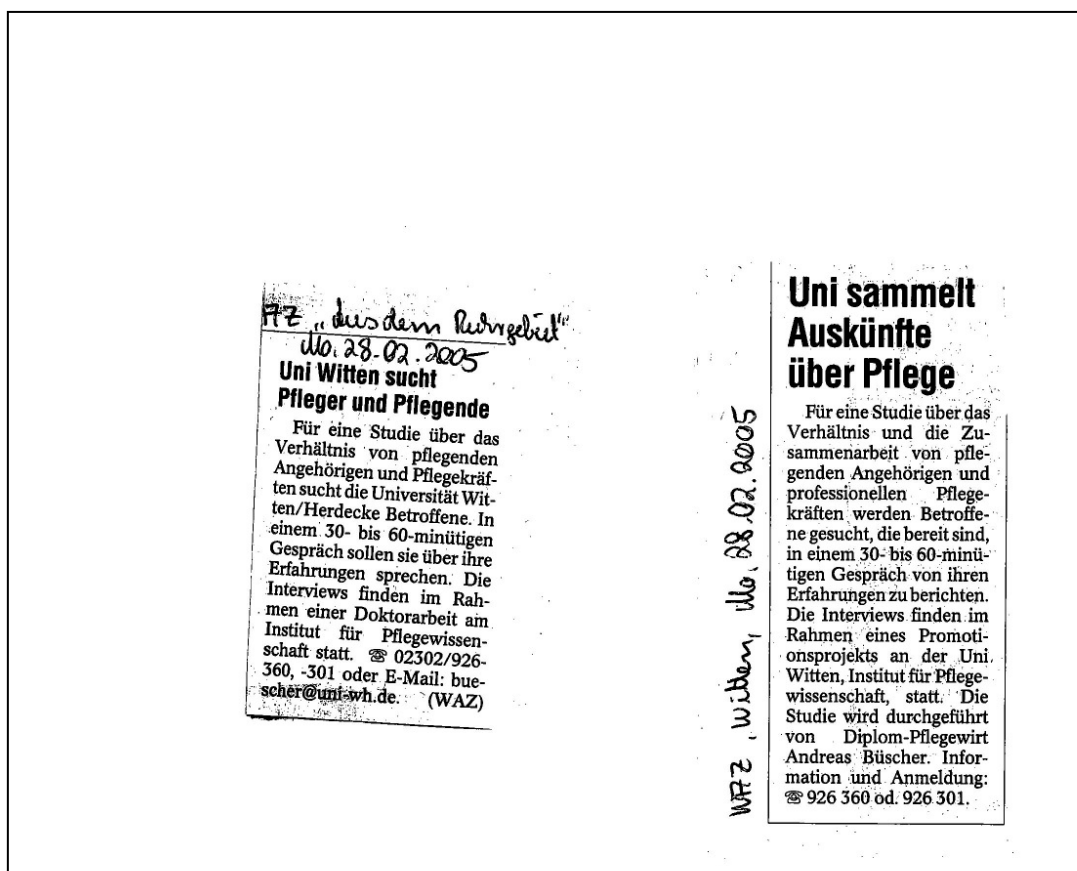 AZ „Aus dem Ruhrgebiet"
Mo. 28.02.2005
Uni Witten sucht
Pfleger und Pflegende
Für eine Studie über das
Verhältnis von pflegenden
Angehörigen und Pflegekräf-
ten sucht die Universität Wit-
ten/Herdecke Betroffene. In
einem 30- bis 60-minütigen
Gespräch sollen sie über ihre
Erfahrungen sprechen. Die
Interviews finden im Rah-
men einer Doktorarbeit am
Institut für Pflegewissen-
schaft statt. ☎ 02302/926-
360, -301 oder E-Mail: bue-
scher@uni-wh.de. (WAZ)
WAZ, Witten, Mo. 28.02.2005
Uni sammelt
Auskünfte
über Pflege
Für eine Studie über das
Verhältnis und die Zu-
sammenarbeit von pfle-
genden Angehörigen und
professionellen Pflege-
kräften werden Betroffe-
ne gesucht, die bereit sind,
in einem 30- bis 60-minü-
tigen Gespräch von ihren
Erfahrungen zu berichten.
Die Interviews finden im
Rahmen eines Promoti-
onsprojekts an der Uni
Witten, Institut für Pflege-
wissenschaft, statt. Die
Studie wird durchgeführt
von Diplom-Pflegewirt
Andreas Büscher. Infor-
mation und Anmeldung:
☎ 926 360 od. 926 301.